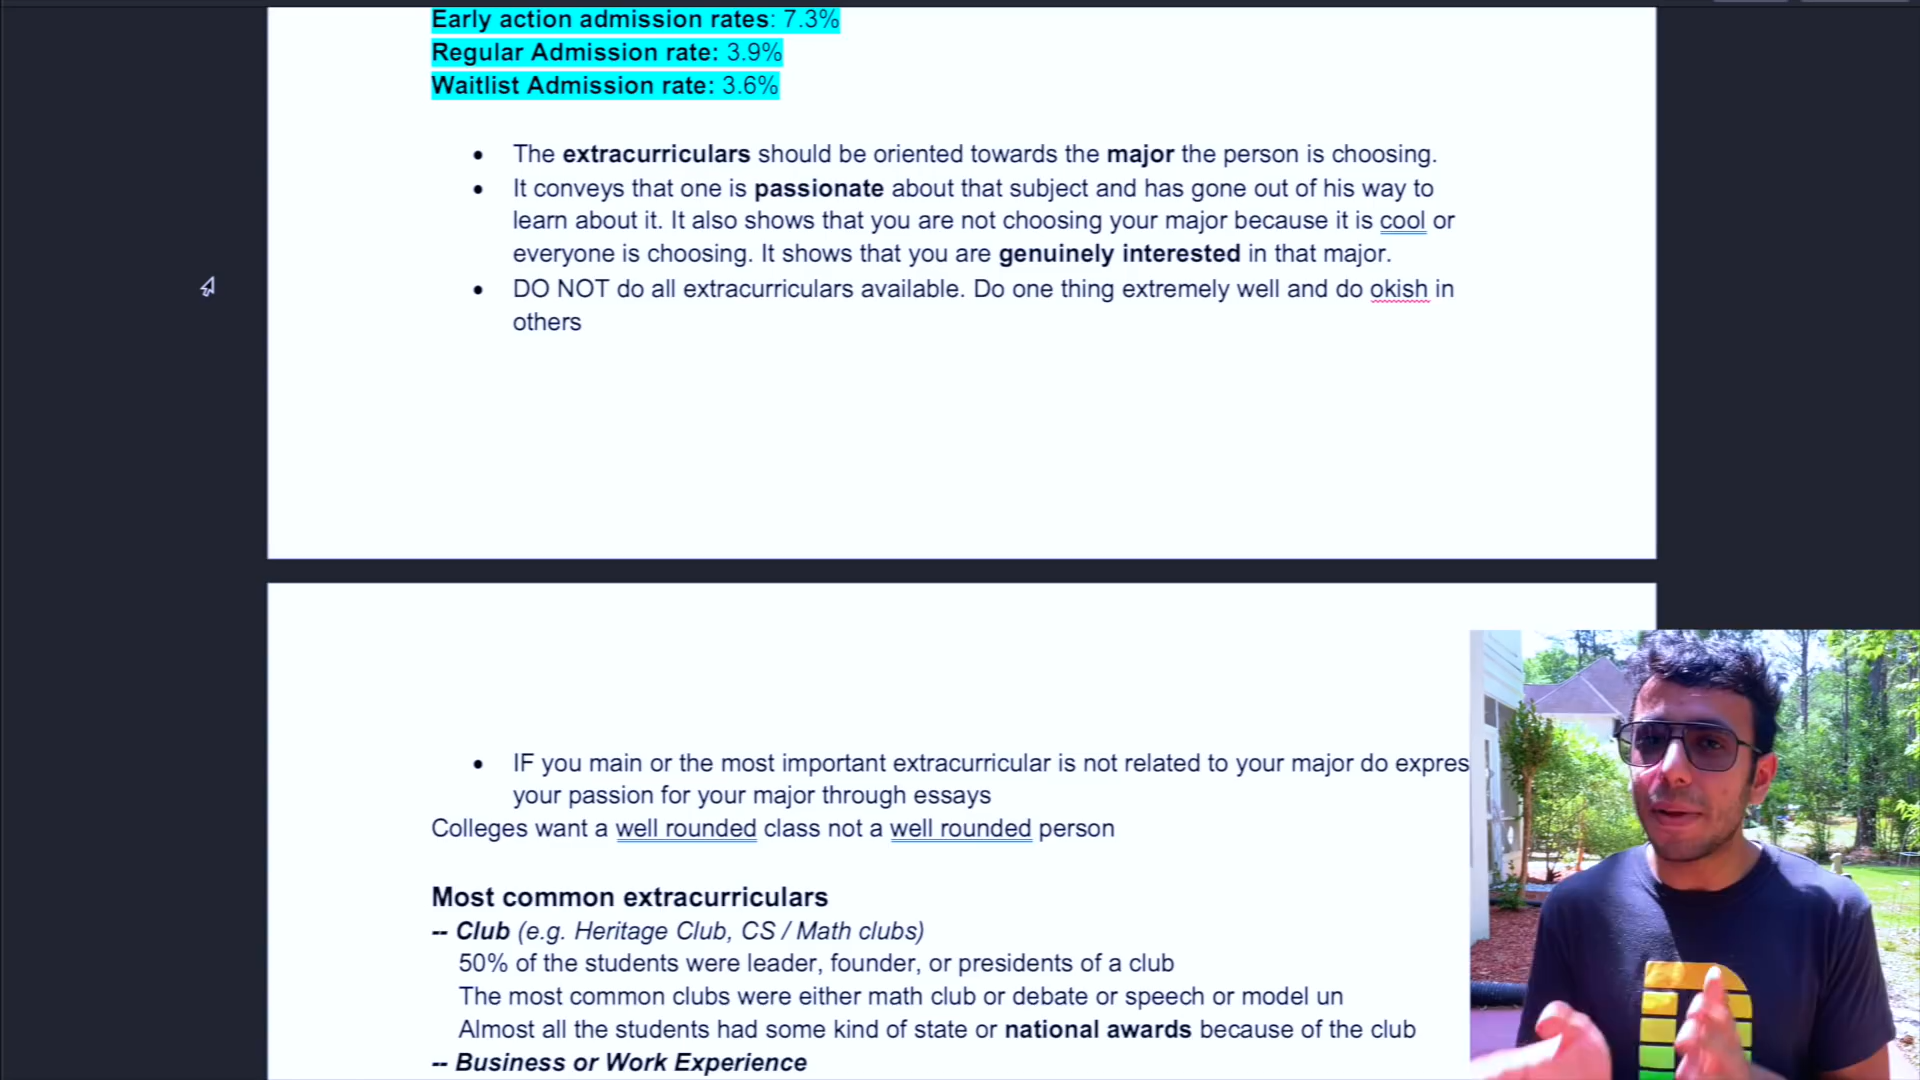 Early action admission rates: 7.3%
Regular Admission rate: 3.9%
Waitlist Admission rate: 3.6%
• The extracurriculars should be oriented towards the major the person is choosing.
• It conveys that one is passionate about that subject and has gone out of his way to
learn about it. It also shows that you are not choosing your major because it is cool or
everyone is choosing. It shows that you are genuinely interested in that major.
• DO NOT do all extracurriculars available. Do one thing extremely well and do okish in
others
• IF you main or the most important extracurricular is not related to your major do expres
your passion for your major through essays
Colleges want a well rounded class not a well rounded person
Most common extracurriculars
-- Club (e.g. Heritage Club, CS / Math clubs)
50% of the students were leader, founder, or presidents of a club
The most common clubs were either math club or debate or speech or model un
Almost all the students had some kind of state or national awards because of the club
-- Business or Work Experience